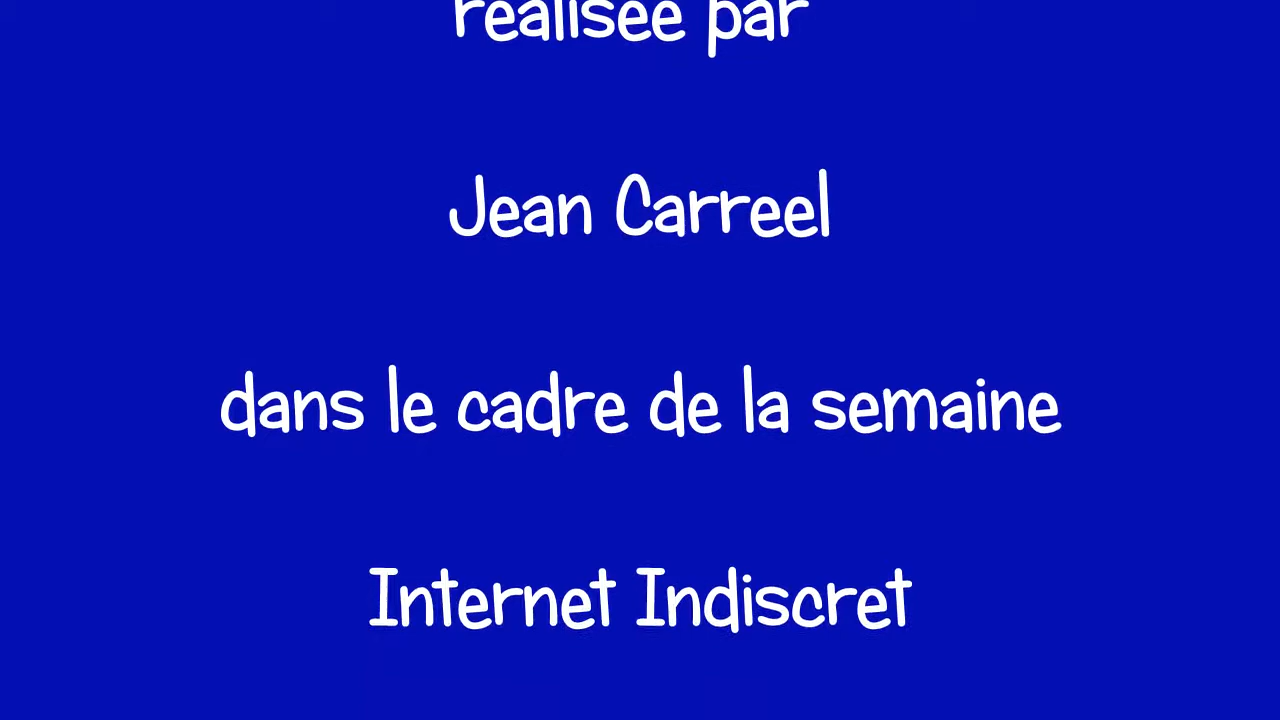 réalisée par
Jean Carreel
dans le cadre de la semaine
Internet Indiscret